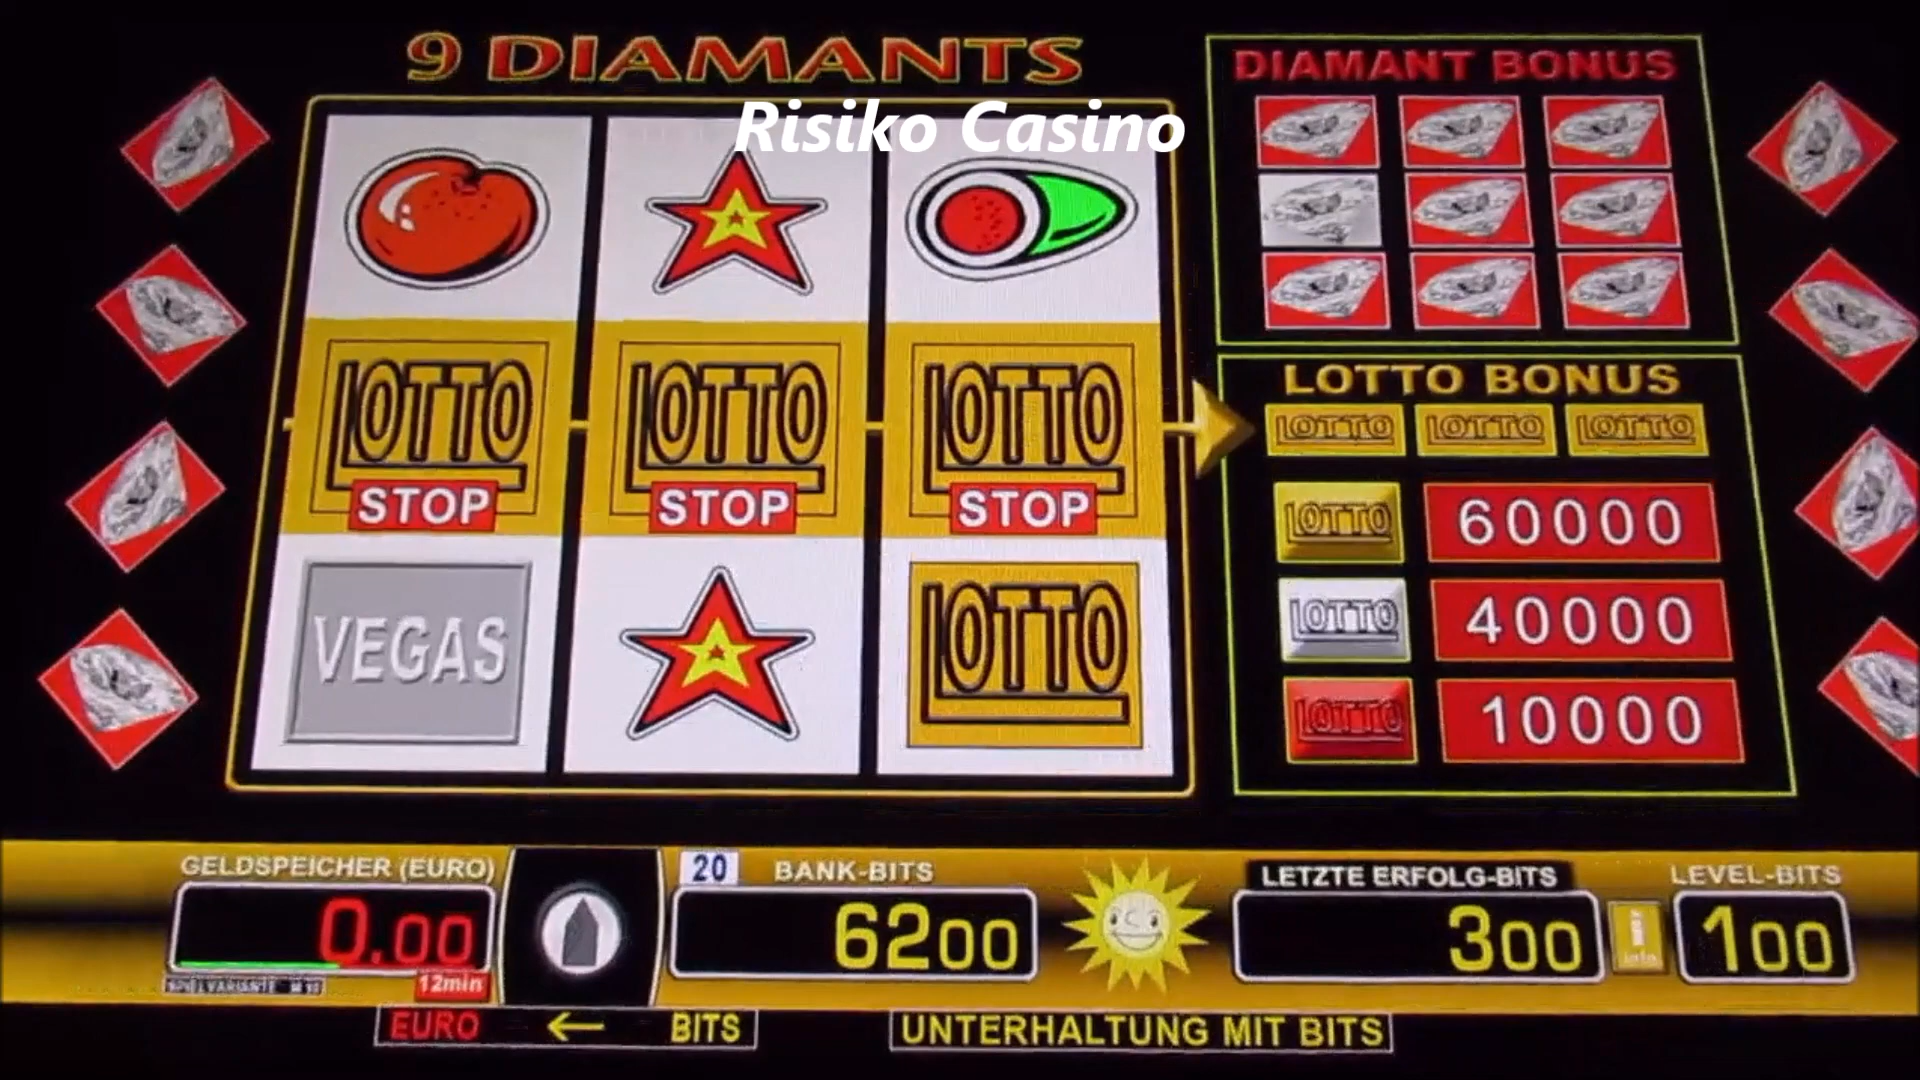 9 DIAMANTS
Risiko Casino
DIAMANT BONUS
LOTTO LOTTO LOTTO
STOP STOP STOP
VEGAS
LOTTO
LOTTO BONUS
LOTTO LOTTO LOTTO
LOTTO 60000
LOTTO 40000
LOTTO 10000
GELDSPEICHER (EURO)
0.00
SPIELVARIANTE
12min
20 BANK-BITS
6200
LETZTE ERFOLG-BITS
300
LEVEL-BITS
100
EURO ← BITS
UNTERHALTUNG MIT BITS